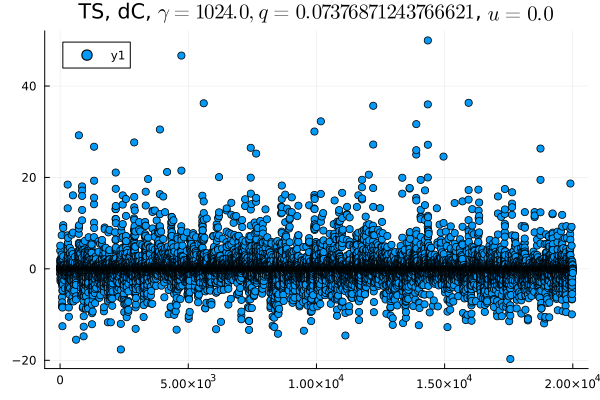 TS, dC, γ = 1024.0, q = 0.07376871243766621, u = 0.0
y1
40
20
0
−20
0 5.00×10³ 1.00×10⁴ 1.50×10⁴ 2.00×10⁴